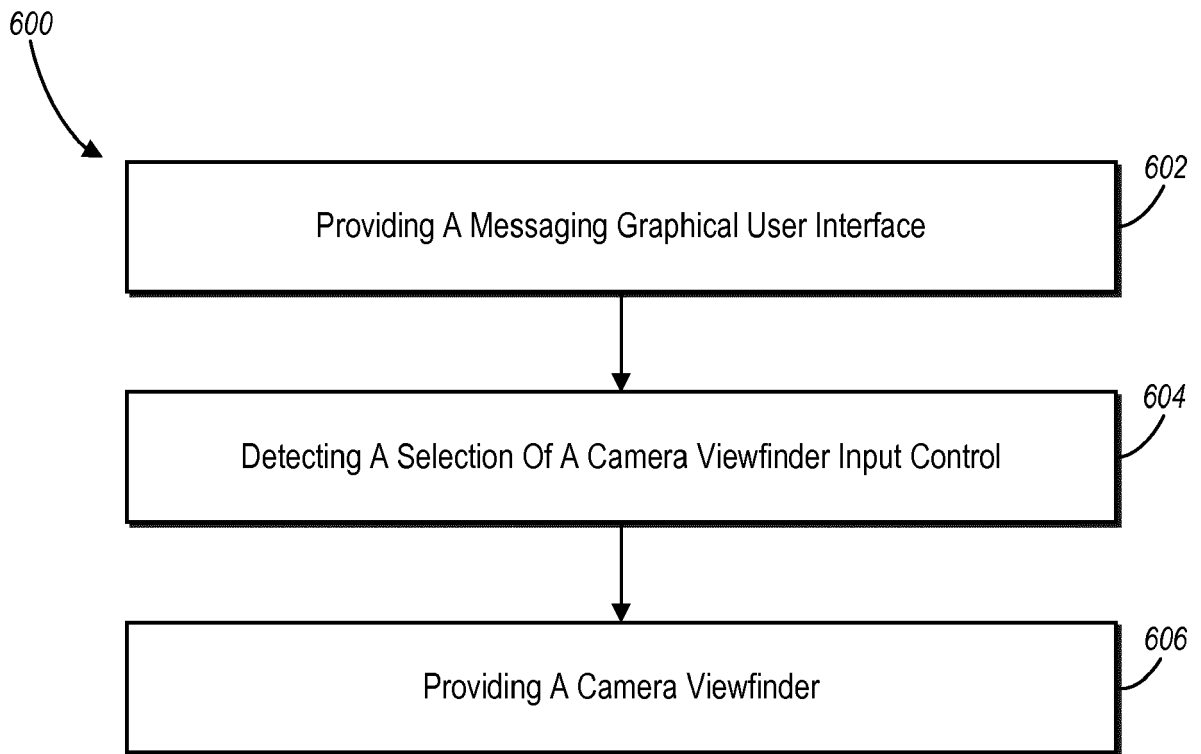 600
602
Providing A Messaging Graphical User Interface
604
Detecting A Selection Of A Camera Viewfinder Input Control
606
Providing A Camera Viewfinder